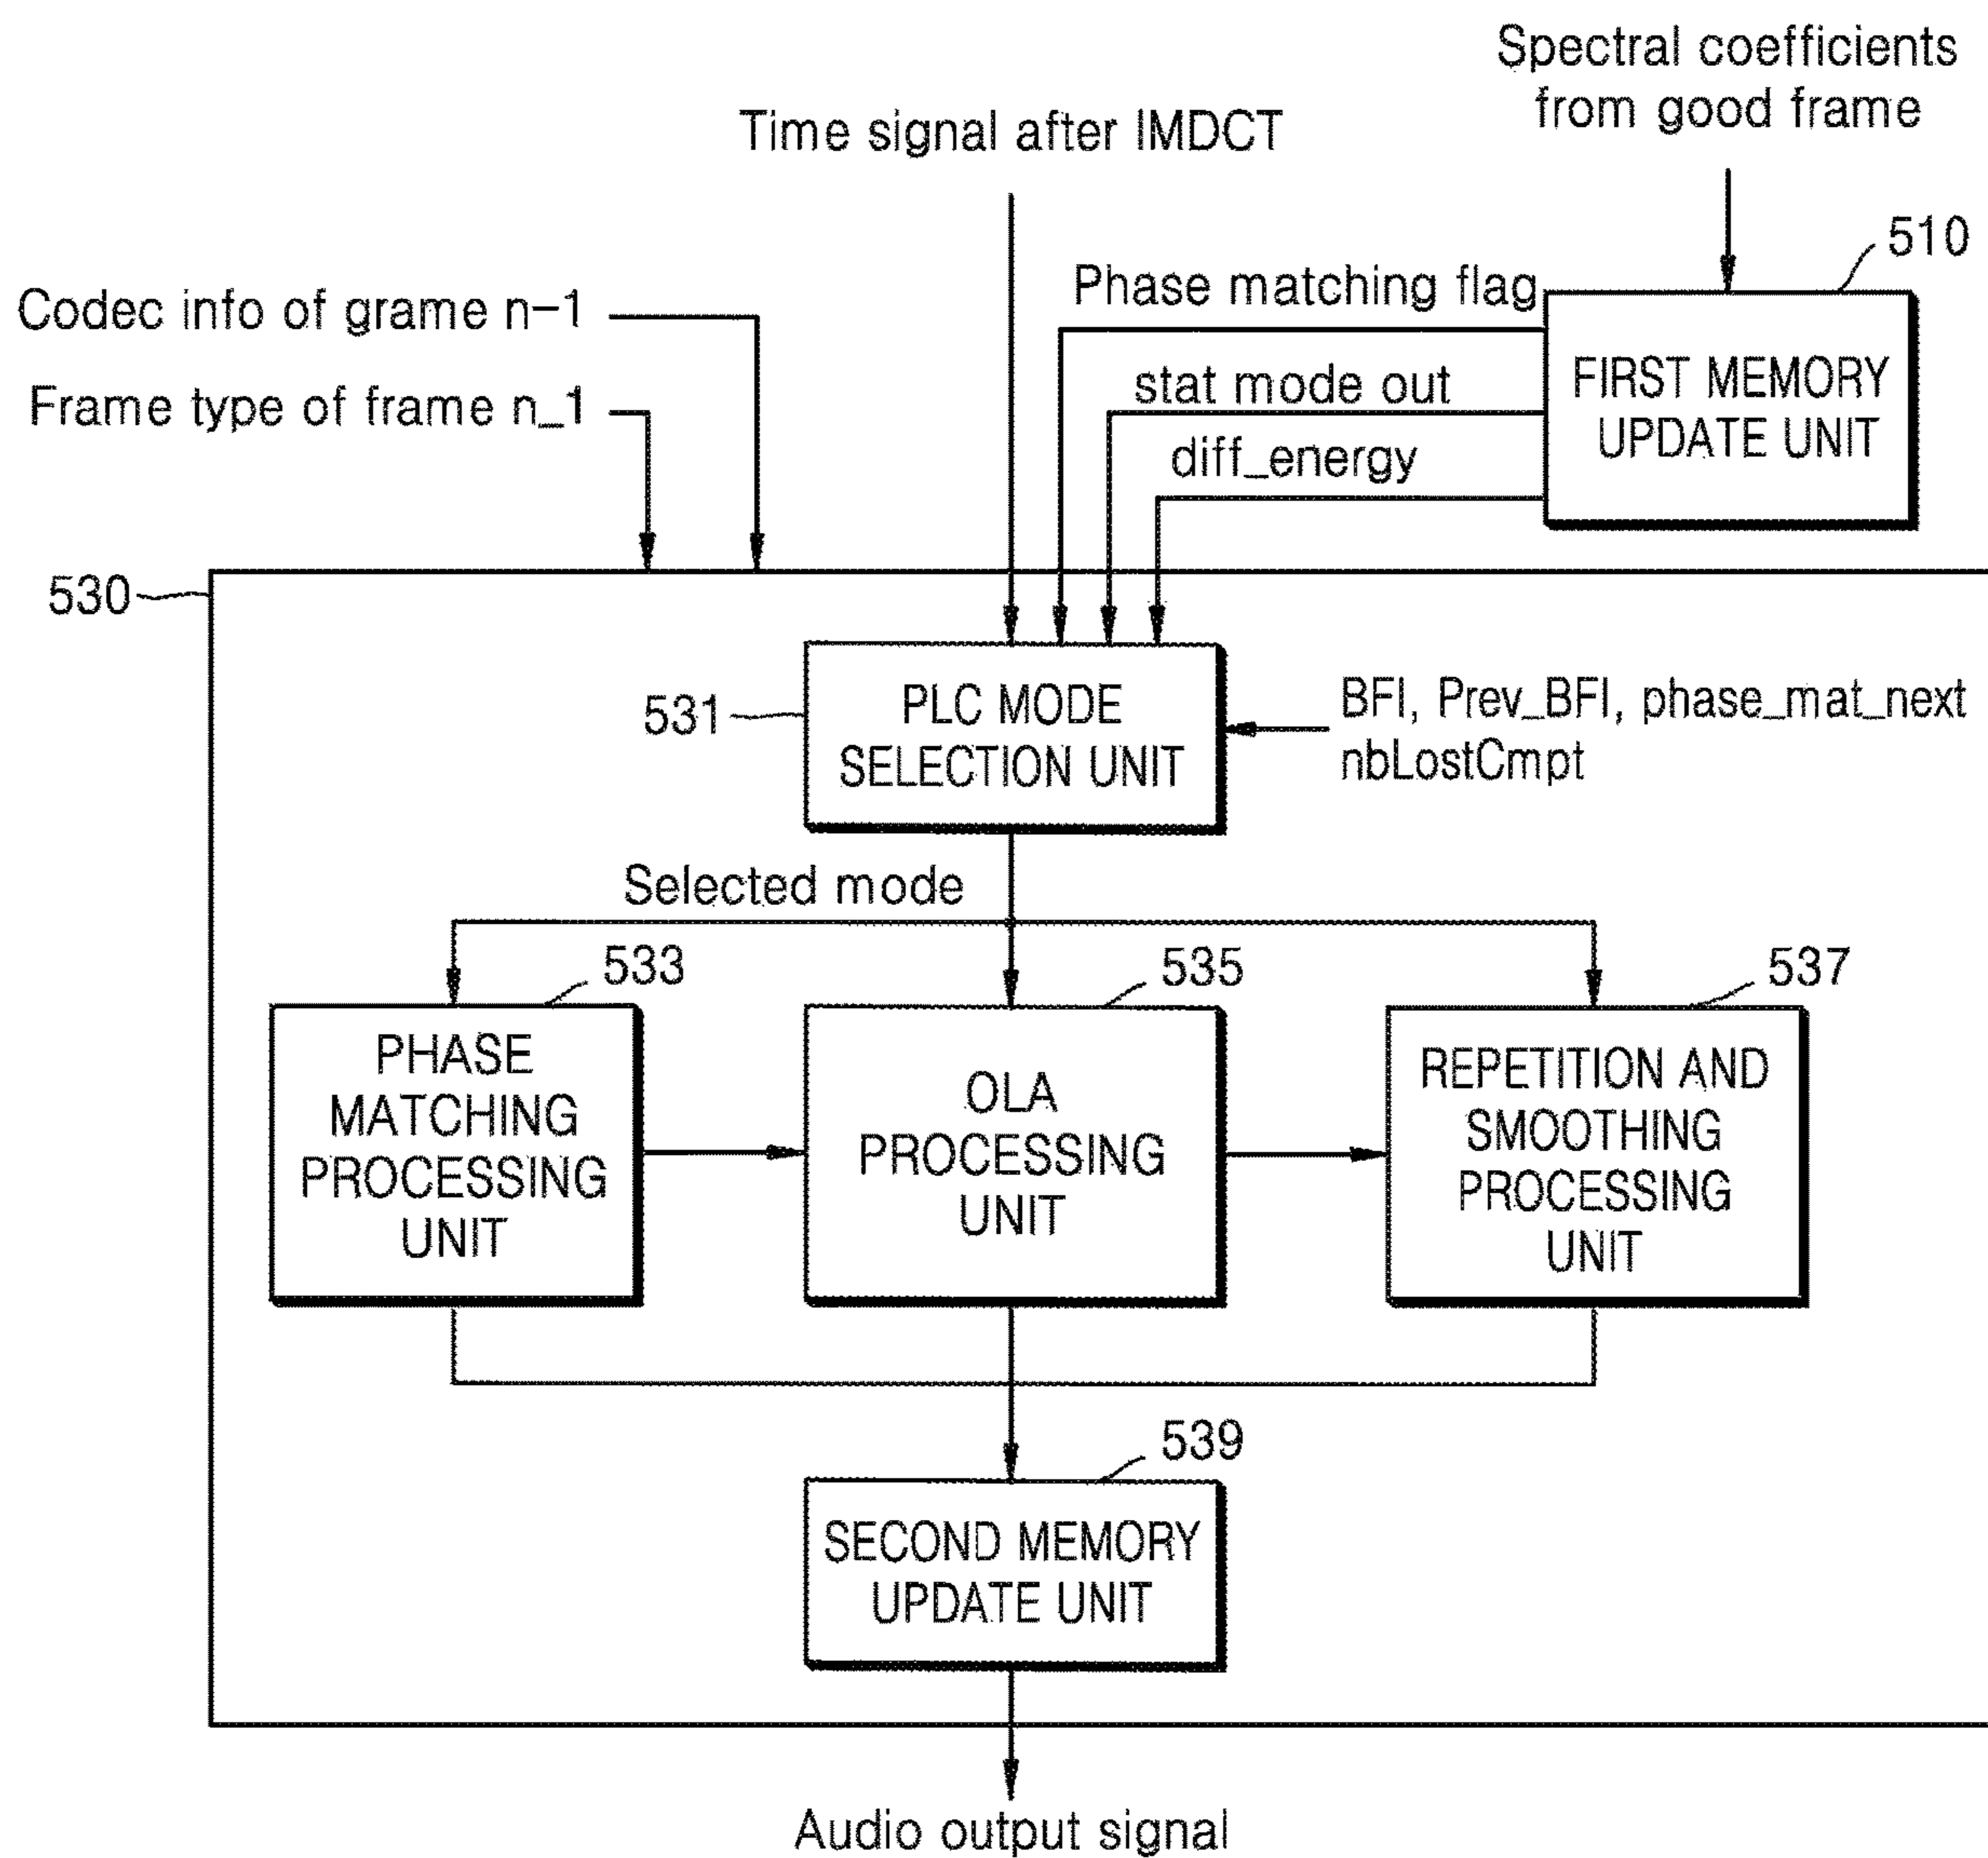 Spectral coefficients
from good frame
Time signal after IMDCT
510
Phase matching flag
Codec info of grame n-1
FIRST MEMORY
UPDATE UNIT
stat mode out
Frame type of frame n_1
diff_energy
530
531
PLC MODE
SELECTION UNIT
BFI, Prev_BFI, phase_mat_next
nbLostCmpt
Selected mode
533
535
537
PHASE
MATCHING
PROCESSING
UNIT
OLA
PROCESSING
UNIT
REPETITION AND
SMOOTHING
PROCESSING
UNIT
539
SECOND MEMORY
UPDATE UNIT
Audio output signal